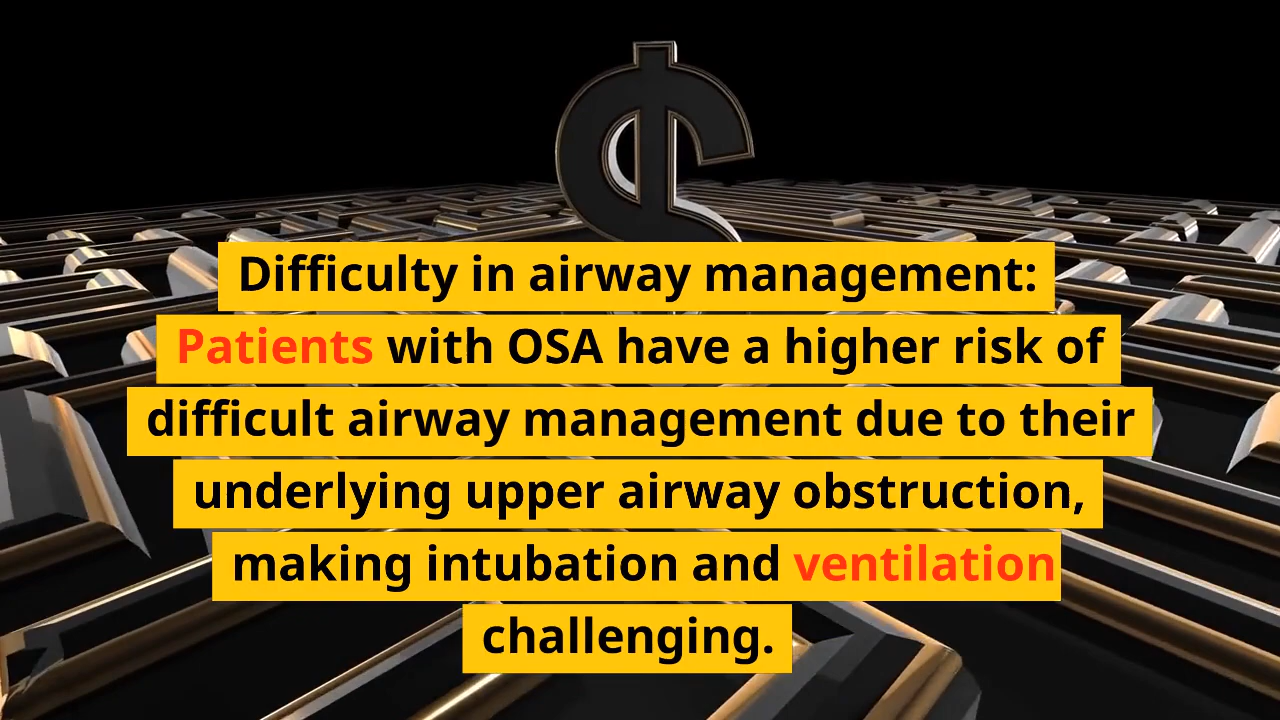 Difficulty in airway management:
Patients with OSA have a higher risk of
difficult airway management due to their
underlying upper airway obstruction,
making intubation and ventilation
challenging.